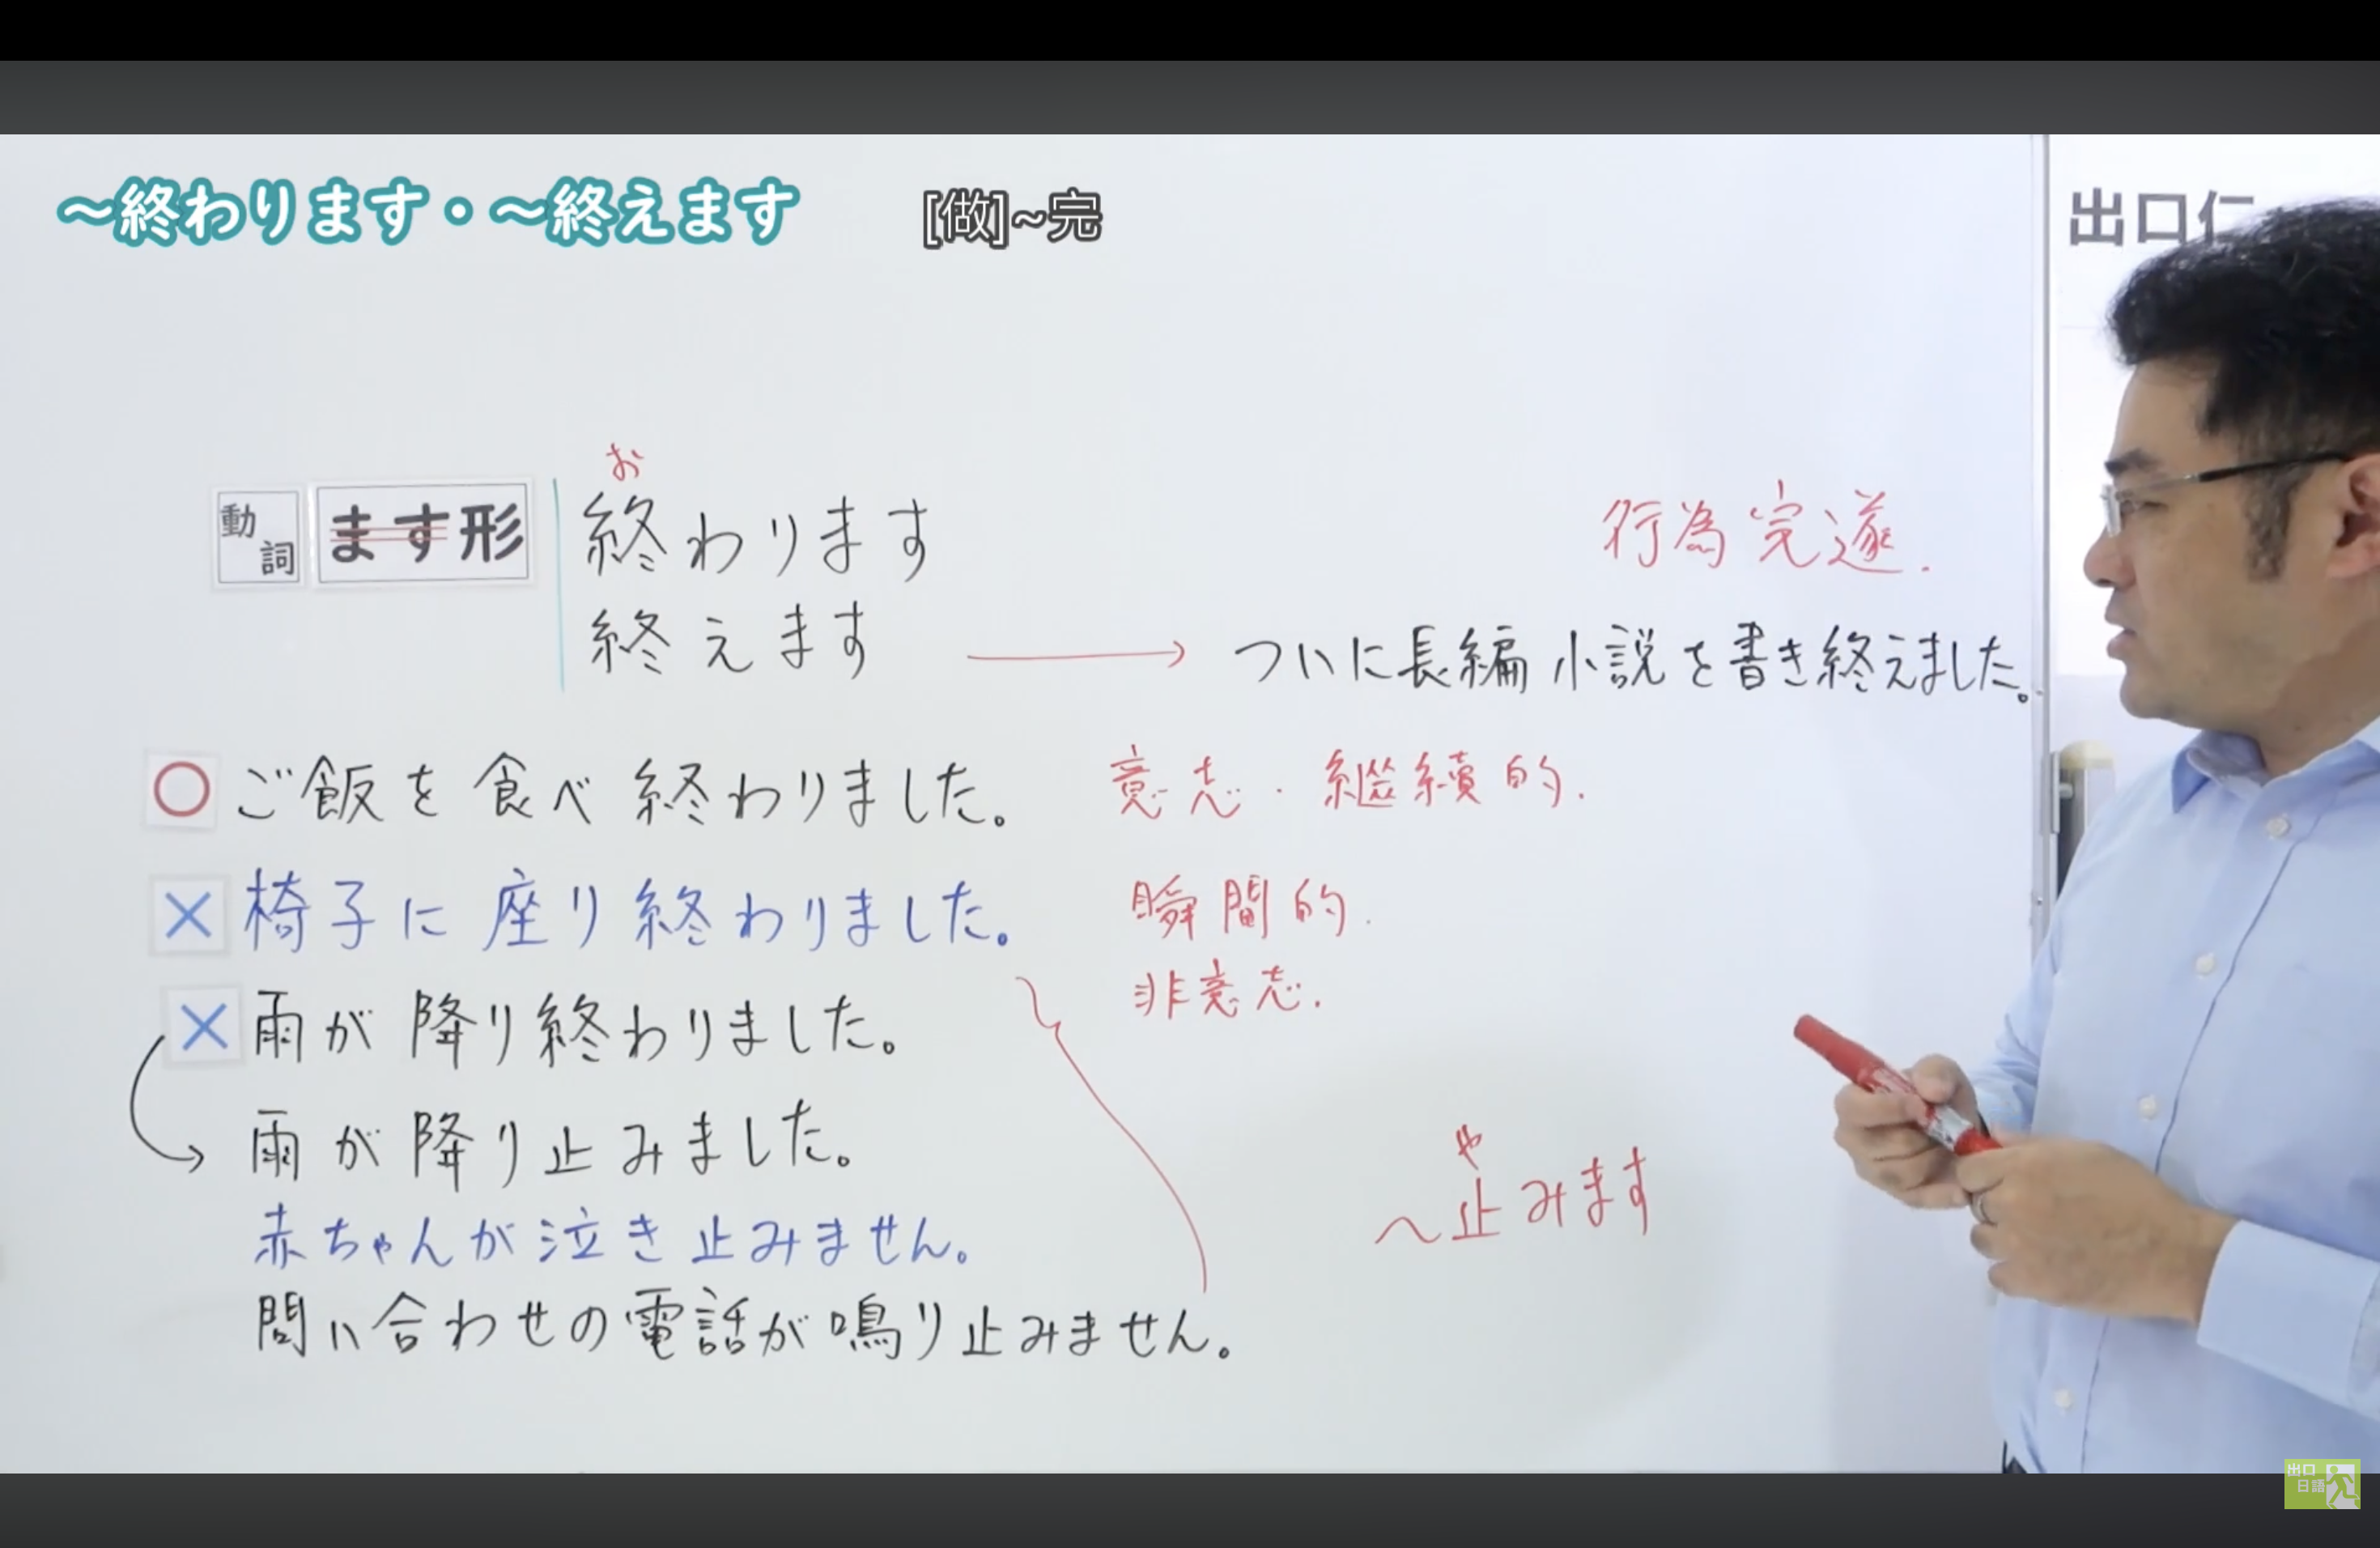 ～終わります・～終えます [做]~完
出口仁
お
動詞 ます形 終わります
行為完遂.
終えます → ついに長編小説を書き終えました。
○ ご飯を食べ終わりました。 意志・繼續的.
× 椅子に座り終わりました。 瞬間的.
非意志.
× 雨が降り終わりました。
雨が降り止みました。
や
～止みます
赤ちゃんが泣き止みません。
問い合わせの電話が鳴り止みません。
出口
日語